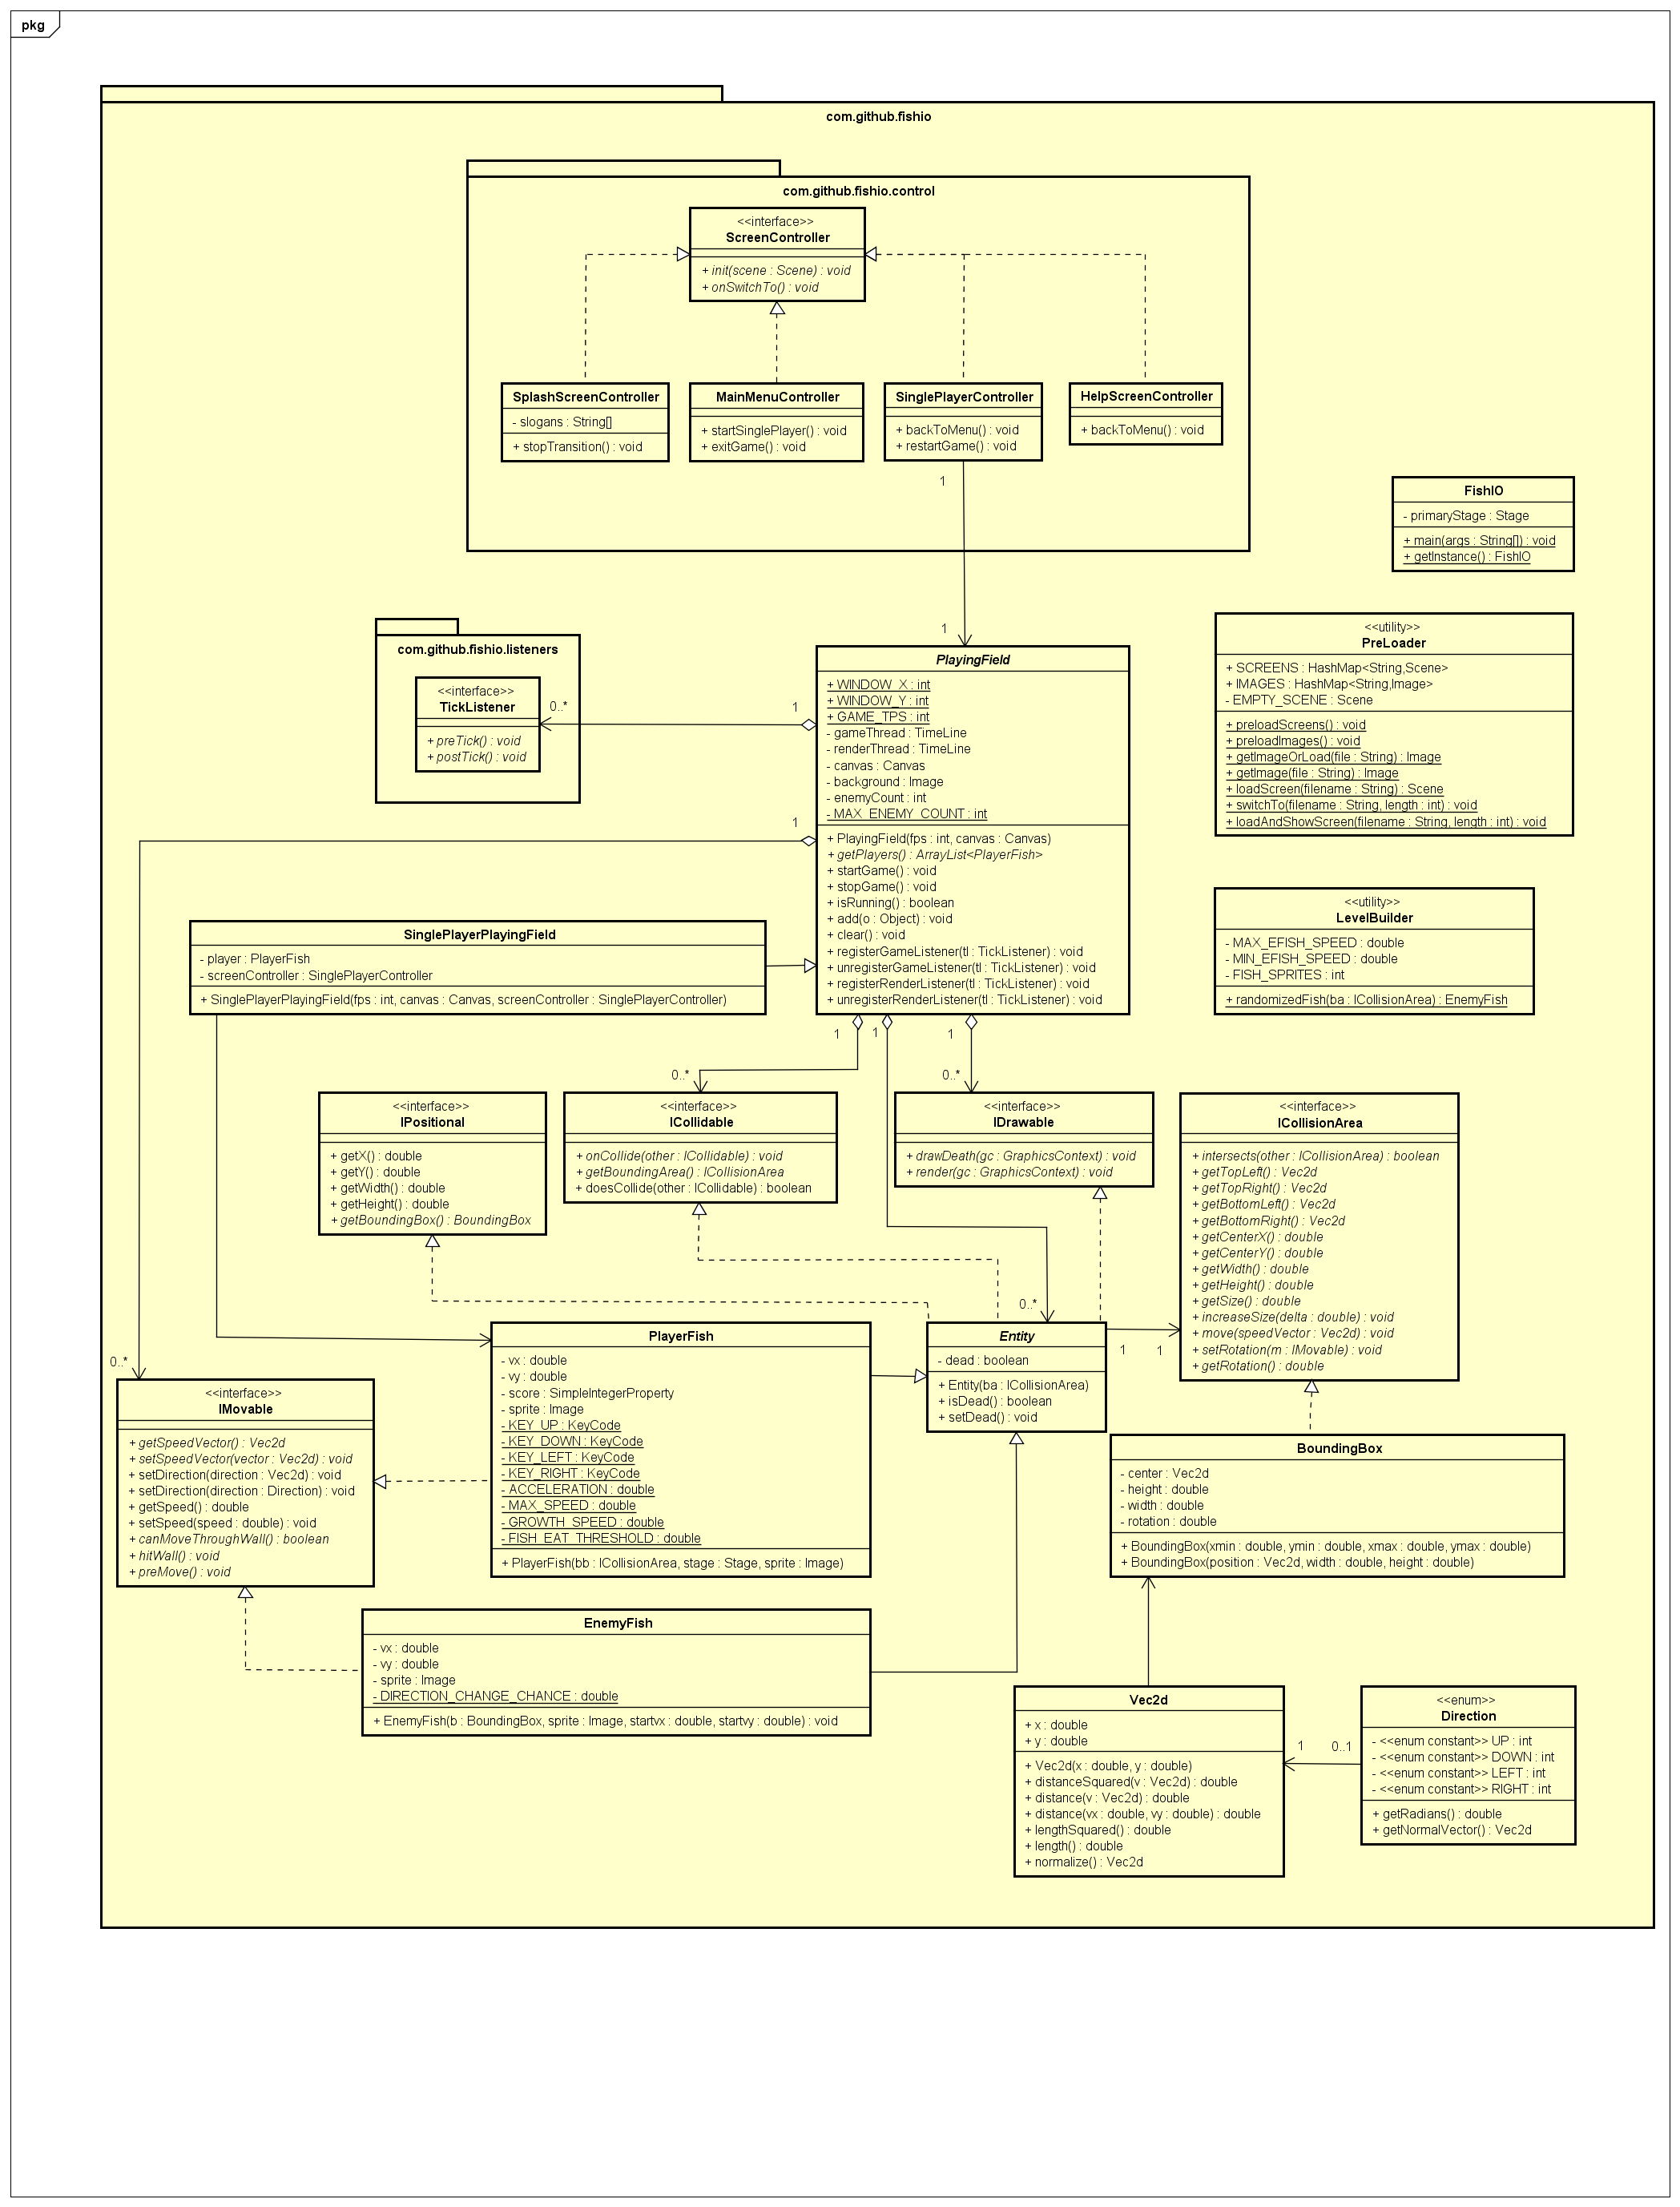 pkg
com.github.fishio
com.github.fishio.control
<<interface>>
ScreenController
+ init(scene : Scene) : void
+ onSwitchTo() : void
SplashScreenController
- slogans : String[]
+ stopTransition() : void
MainMenuController
+ startSinglePlayer() : void
+ exitGame() : void
SinglePlayerController
+ backToMenu() : void
+ restartGame() : void
HelpScreenController
+ backToMenu() : void
1
1
FishIO
- primaryStage : Stage
+ main(args : String[]) : void
+ getInstance() : FishIO
com.github.fishio.listeners
<<interface>>
TickListener
+ preTick() : void
+ postTick() : void
0..*
1
1
PlayingField
+ WINDOW_X : int
+ WINDOW_Y : int
+ GAME_TPS : int
- gameThread : TimeLine
- renderThread : TimeLine
- canvas : Canvas
- background : Image
- enemyCount : int
- MAX_ENEMY_COUNT : int
+ PlayingField(fps : int, canvas : Canvas)
+ getPlayers() : ArrayList<PlayerFish>
+ startGame() : void
+ stopGame() : void
+ isRunning() : boolean
+ add(o : Object) : void
+ clear() : void
+ registerGameListener(tl : TickListener) : void
+ unregisterGameListener(tl : TickListener) : void
+ registerRenderListener(tl : TickListener) : void
+ unregisterRenderListener(tl : TickListener) : void
<<utility>>
PreLoader
+ SCREENS : HashMap<String,Scene>
+ IMAGES : HashMap<String,Image>
- EMPTY_SCENE : Scene
+ preloadScreens() : void
+ preloadImages() : void
+ getImageOrLoad(file : String) : Image
+ getImage(file : String) : Image
+ loadScreen(filename : String) : Scene
+ switchTo(filename : String, length : int) : void
+ loadAndShowScreen(filename : String, length : int) : void
<<utility>>
LevelBuilder
- MAX_EFISH_SPEED : double
- MIN_EFISH_SPEED : double
- FISH_SPRITES : int
+ randomizedFish(ba : ICollisionArea) : EnemyFish
SinglePlayerPlayingField
- player : PlayerFish
- screenController : SinglePlayerController
+ SinglePlayerPlayingField(fps : int, canvas : Canvas, screenController : SinglePlayerController)
1
1
1
0..*
0..*
<<interface>>
IPositional
+ getX() : double
+ getY() : double
+ getWidth() : double
+ getHeight() : double
+ getBoundingBox() : BoundingBox
<<interface>>
ICollidable
+ onCollide(other : ICollidable) : void
+ getBoundingArea() : ICollisionArea
+ doesCollide(other : ICollidable) : boolean
<<interface>>
IDrawable
+ drawDeath(gc : GraphicsContext) : void
+ render(gc : GraphicsContext) : void
<<interface>>
ICollisionArea
+ intersects(other : ICollisionArea) : boolean
+ getTopLeft() : Vec2d
+ getTopRight() : Vec2d
+ getBottomLeft() : Vec2d
+ getBottomRight() : Vec2d
+ getCenterX() : double
+ getCenterY() : double
+ getWidth() : double
+ getHeight() : double
+ getSize() : double
+ increaseSize(delta : double) : void
+ move(speedVector : Vec2d) : void
+ setRotation(m : IMovable) : void
+ getRotation() : double
0..*
0..*
<<interface>>
IMovable
+ getSpeedVector() : Vec2d
+ setSpeedVector(vector : Vec2d) : void
+ setDirection(direction : Vec2d) : void
+ setDirection(direction : Direction) : void
+ getSpeed() : double
+ setSpeed(speed : double) : void
+ canMoveThroughWall() : boolean
+ hitWall() : void
+ preMove() : void
PlayerFish
- vx : double
- vy : double
- score : SimpleIntegerProperty
- sprite : Image
- KEY_UP : KeyCode
- KEY_DOWN : KeyCode
- KEY_LEFT : KeyCode
- KEY_RIGHT : KeyCode
- ACCELERATION : double
- MAX_SPEED : double
- GROWTH_SPEED : double
- FISH_EAT_THRESHOLD : double
+ PlayerFish(bb : ICollisionArea, stage : Stage, sprite : Image)
Entity
- dead : boolean
+ Entity(ba : ICollisionArea)
+ isDead() : boolean
+ setDead() : void
1
1
BoundingBox
- center : Vec2d
- height : double
- width : double
- rotation : double
+ BoundingBox(xmin : double, ymin : double, xmax : double, ymax : double)
+ BoundingBox(position : Vec2d, width : double, height : double)
EnemyFish
- vx : double
- vy : double
- sprite : Image
- DIRECTION_CHANGE_CHANCE : double
+ EnemyFish(b : BoundingBox, sprite : Image, startvx : double, startvy : double) : void
Vec2d
+ x : double
+ y : double
+ Vec2d(x : double, y : double)
+ distanceSquared(v : Vec2d) : double
+ distance(v : Vec2d) : double
+ distance(vx : double, vy : double) : double
+ lengthSquared() : double
+ length() : double
+ normalize() : Vec2d
1
0..1
<<enum>>
Direction
- <<enum constant>> UP : int
- <<enum constant>> DOWN : int
- <<enum constant>> LEFT : int
- <<enum constant>> RIGHT : int
+ getRadians() : double
+ getNormalVector() : Vec2d